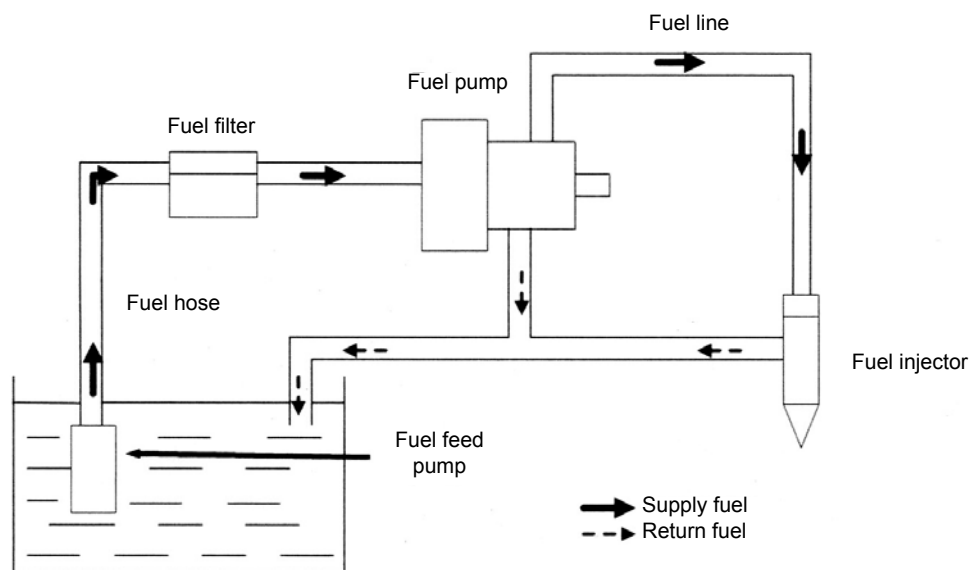 Fuel line
Fuel pump
Fuel filter
Fuel hose
Fuel injector
Fuel feed
pump
Supply fuel
Return fuel